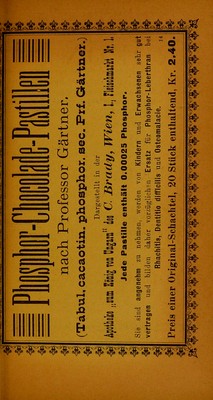 Phosphor-Chocolade-Pastillen
nach Professor Gärtner.
(Tabul. cacaotin. phosphor. sec. Prf. Gärtner.)
Dargestellt in der
Apotheke „zum König von Ungarn" des C. Brady, Wien, I., Fleischmarkt Nr. 1.
Jede Pastille enthält 0.00025 Phosphor.
Sie sind angenehm zu nehmen, werden von Kindern und Erwachsenen sehr gut
vertragen und bilden daher vorzüglichen Ersatz für Phosphor-Leberthran bei
Rhachitis, Dentitio difficilis und Osteomalacie.
Preis einer Original-Schachtel, 20 Stück enthaltend, Kr. 2.40.